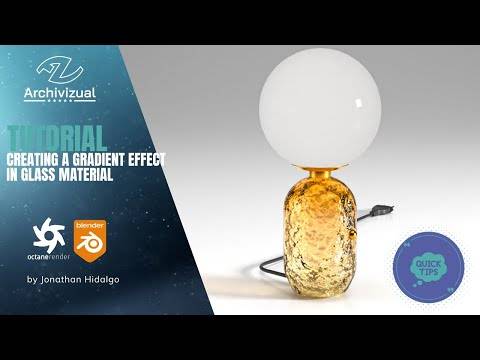 Archivizual
TUTORIAL
CREATING A GRADIENT EFFECT
IN GLASS MATERIAL
octanerender
blender
by Jonathan Hidalgo
“ QUICK
TIPS „